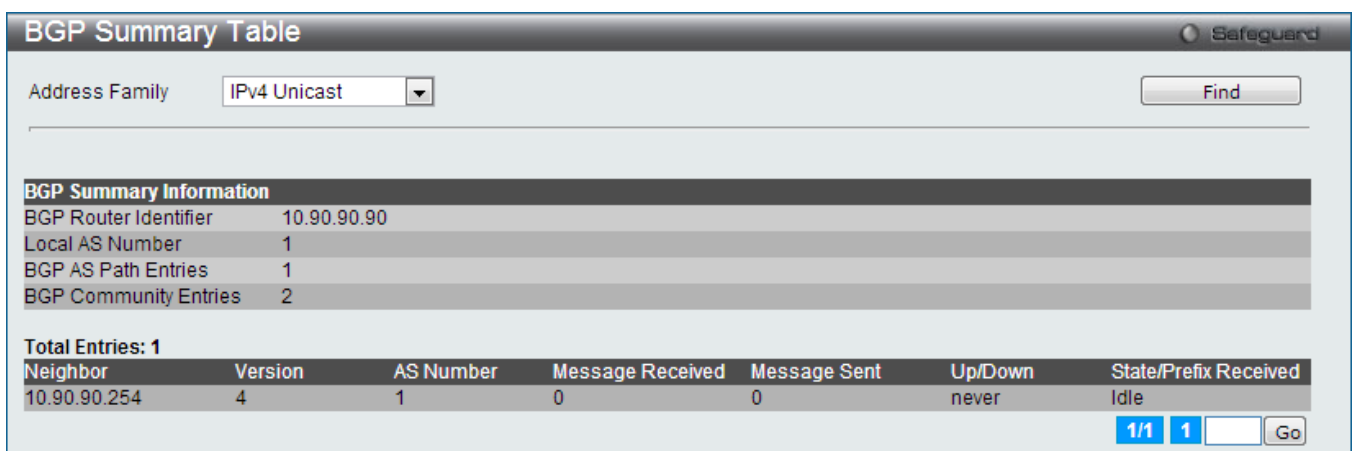 BGP Summary Table
Safeguard
Address Family IPv4 Unicast Find
BGP Summary Information
BGP Router Identifier 10.90.90.90
Local AS Number 1
BGP AS Path Entries 1
BGP Community Entries 2
Total Entries: 1
Neighbor Version AS Number Message Received Message Sent Up/Down State/Prefix Received
10.90.90.254 4 1 0 0 never Idle
1/1 1 Go